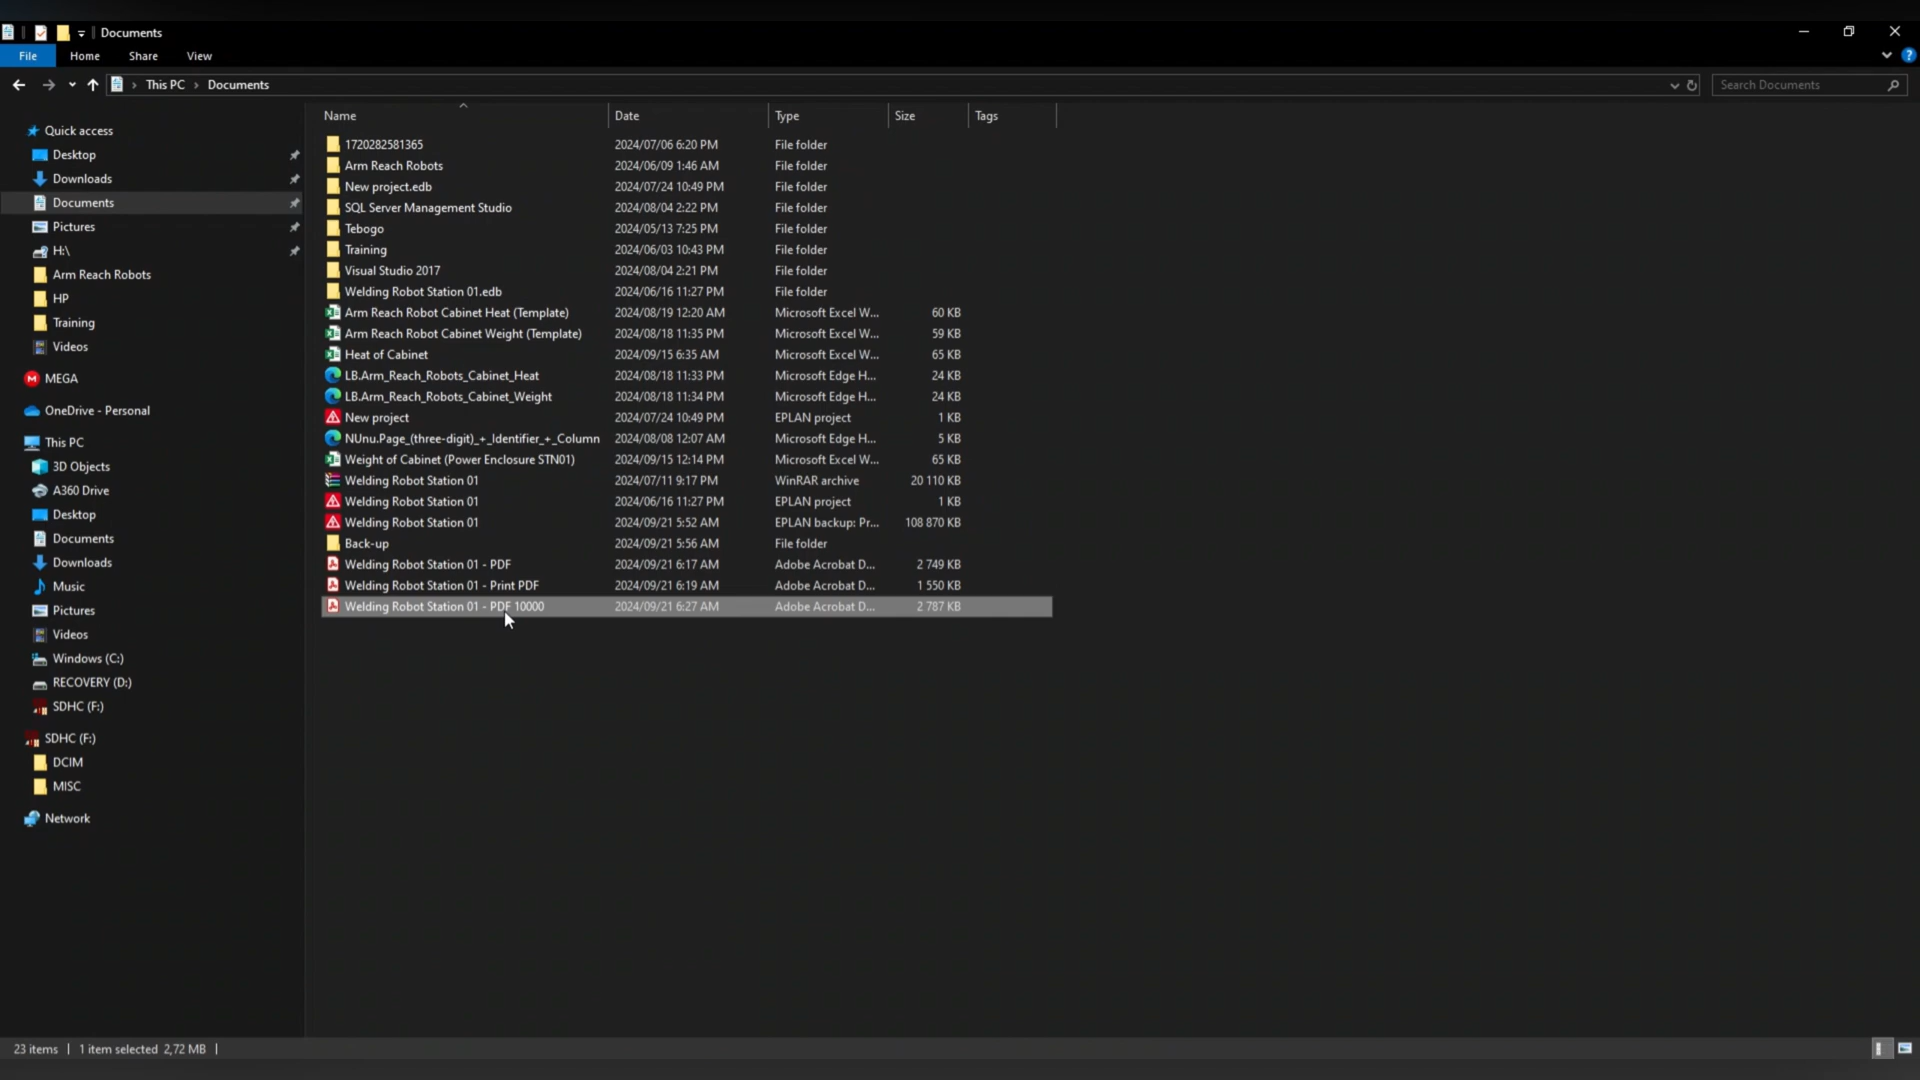 Documents
File Home Share View
This PC Documents Search Documents
Name Date Type Size Tags
Quick access
Desktop
Downloads
Documents
Pictures
H:\
Arm Reach Robots
HP
Training
Videos
MEGA
OneDrive - Personal
This PC
3D Objects
A360 Drive
Desktop
Documents
Downloads
Music
Pictures
Videos
Windows (C:)
RECOVERY (D:)
SDHC (F:)
SDHC (F:)
DCIM
MISC
Network
1720282581365 2024/07/06 6:20 PM File folder
Arm Reach Robots 2024/06/09 1:46 AM File folder
New project.edb 2024/07/24 10:49 PM File folder
SQL Server Management Studio 2024/08/04 2:22 PM File folder
Tebogo 2024/05/13 7:25 PM File folder
Training 2024/06/03 10:43 PM File folder
Visual Studio 2017 2024/08/04 2:21 PM File folder
Welding Robot Station 01.edb 2024/06/16 11:27 PM File folder
Arm Reach Robot Cabinet Heat (Template) 2024/08/19 12:20 AM Microsoft Excel W... 60 KB
Arm Reach Robot Cabinet Weight (Template) 2024/08/18 11:35 PM Microsoft Excel W... 59 KB
Heat of Cabinet 2024/09/15 6:35 AM Microsoft Excel W... 65 KB
LB.Arm_Reach_Robots_Cabinet_Heat 2024/08/18 11:33 PM Microsoft Edge H... 24 KB
LB.Arm_Reach_Robots_Cabinet_Weight 2024/08/18 11:34 PM Microsoft Edge H... 24 KB
New project 2024/07/24 10:49 PM EPLAN project 1 KB
NUnu.Page_(three-digit)_+_Identifier_+_Column 2024/08/08 12:07 AM Microsoft Edge H... 5 KB
Weight of Cabinet (Power Enclosure STN01) 2024/09/15 12:14 PM Microsoft Excel W... 65 KB
Welding Robot Station 01 2024/07/11 9:17 PM WinRAR archive 20 110 KB
Welding Robot Station 01 2024/06/16 11:27 PM EPLAN project 1 KB
Welding Robot Station 01 2024/09/21 5:52 AM EPLAN backup: Pr... 108 870 KB
Back-up 2024/09/21 5:56 AM File folder
Welding Robot Station 01 - PDF 2024/09/21 6:17 AM Adobe Acrobat D... 2 749 KB
Welding Robot Station 01 - Print PDF 2024/09/21 6:19 AM Adobe Acrobat D... 1 550 KB
Welding Robot Station 01 - PDF 10000 2024/09/21 6:27 AM Adobe Acrobat D... 2 787 KB
23 items 1 item selected 2,72 MB